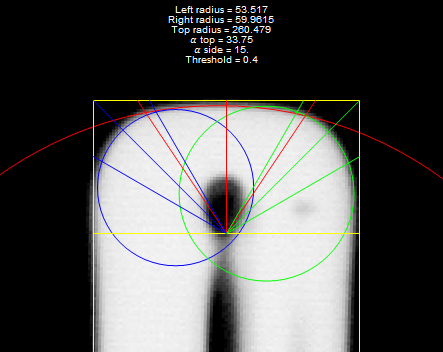 Left radius = 53.517
Right radius = 59.9615
Top radius = 260.479
α top = 33.75
α side = 15.
Threshold = 0.4